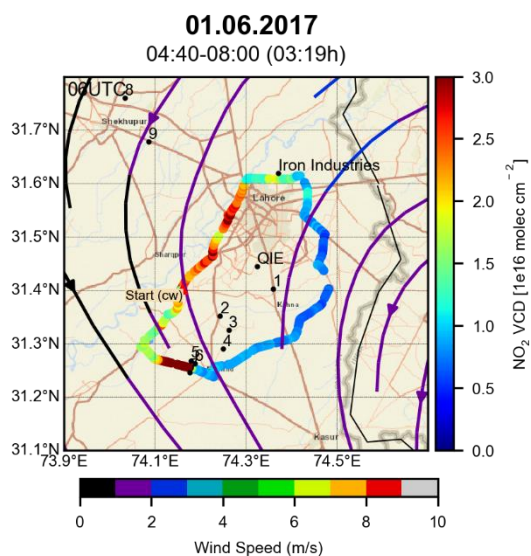 01.06.2017
04:40-08:00 (03:19h)
06UTC 8
Shekhupur
9
Iron Industries
Lahore
Sharqpur
QIE
1
Kahna
Start (cw)
2
3
4
5
6
Kasur
31.7°N
31.6°N
31.5°N
31.4°N
31.3°N
31.2°N
31.1°N
73.9°E
74.1°E
74.3°E
74.5°E
3.0
2.5
2.0
1.5
1.0
0.5
0.0
NO₂ VCD [1e16 molec cm⁻²]
0 2 4 6 8 10
Wind Speed (m/s)